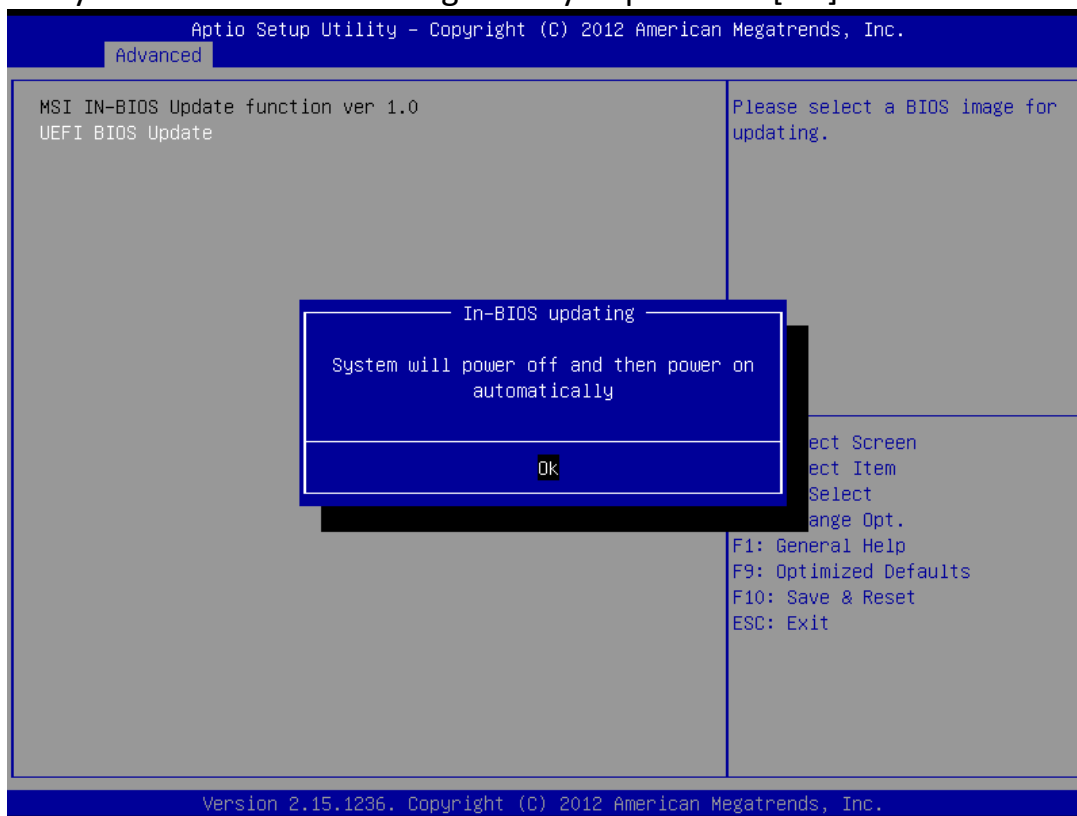 Aptio Setup Utility – Copyright (C) 2012 American Megatrends, Inc.
Advanced
MSI IN-BIOS Update function ver 1.0
UEFI BIOS Update
Please select a BIOS image for
updating.
In-BIOS updating
System will power off and then power on
automatically
Ok
ect Screen
ect Item
Select
ange Opt.
F1: General Help
F9: Optimized Defaults
F10: Save & Reset
ESC: Exit
Version 2.15.1236. Copyright (C) 2012 American Megatrends, Inc.